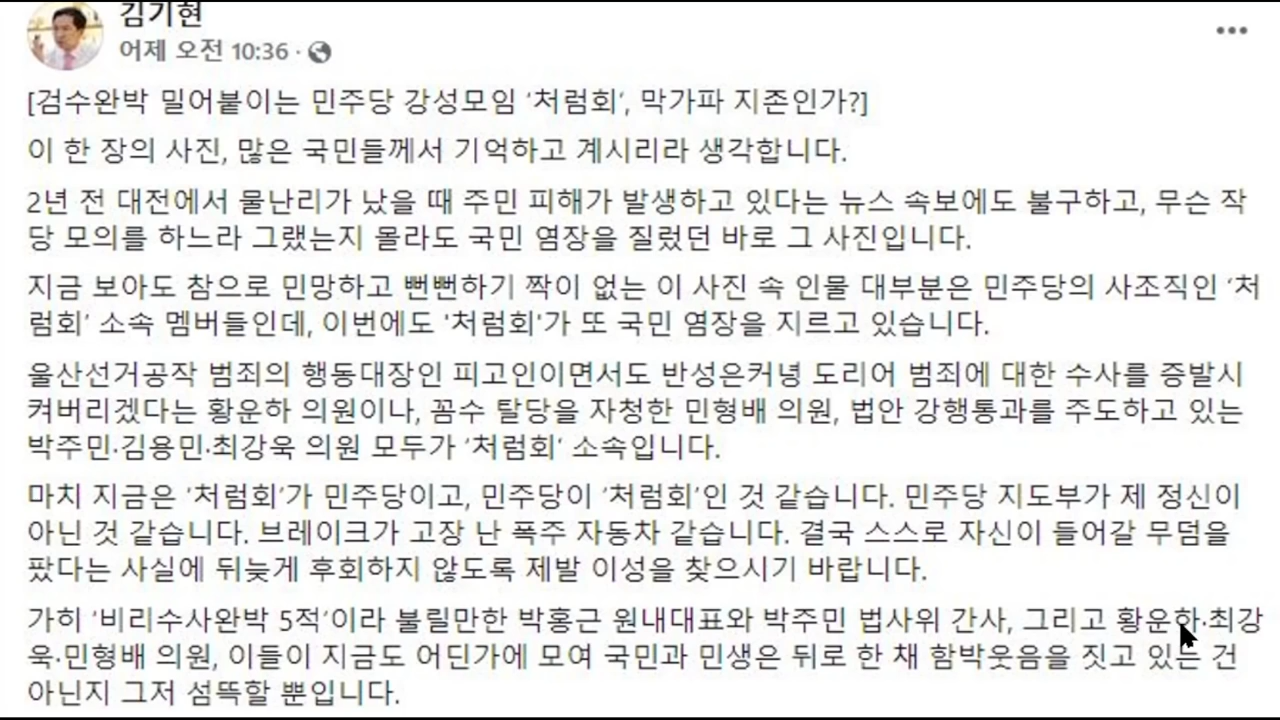 김기현
어제 오전 10:36 ·
[검수완박 밀어붙이는 민주당 강성모임 ‘처럼회’, 막가파 지존인가?]
이 한 장의 사진, 많은 국민들께서 기억하고 계시리라 생각합니다.
2년 전 대전에서 물난리가 났을 때 주민 피해가 발생하고 있다는 뉴스 속보에도 불구하고, 무슨 작
당 모의를 하느라 그랬는지 몰라도 국민 염장을 질렀던 바로 그 사진입니다.
지금 보아도 참으로 민망하고 뻔뻔하기 짝이 없는 이 사진 속 인물 대부분은 민주당의 사조직인 ‘처
럼회’ 소속 멤버들인데, 이번에도 '처럼회'가 또 국민 염장을 지르고 있습니다.
울산선거공작 범죄의 행동대장인 피고인이면서도 반성은커녕 도리어 범죄에 대한 수사를 증발시
켜버리겠다는 황운하 의원이나, 꼼수 탈당을 자청한 민형배 의원, 법안 강행통과를 주도하고 있는
박주민·김용민·최강욱 의원 모두가 ‘처럼회’ 소속입니다.
마치 지금은 ‘처럼회’가 민주당이고, 민주당이 ‘처럼회’인 것 같습니다. 민주당 지도부가 제 정신이
아닌 것 같습니다. 브레이크가 고장 난 폭주 자동차 같습니다. 결국 스스로 자신이 들어갈 무덤을
팠다는 사실에 뒤늦게 후회하지 않도록 제발 이성을 찾으시기 바랍니다.
가히 ‘비리수사완박 5적’이라 불릴만한 박홍근 원내대표와 박주민 법사위 간사, 그리고 황운하·최강
욱·민형배 의원, 이들이 지금도 어딘가에 모여 국민과 민생은 뒤로 한 채 함박웃음을 짓고 있는 건
아닌지 그저 섬뜩할 뿐입니다.